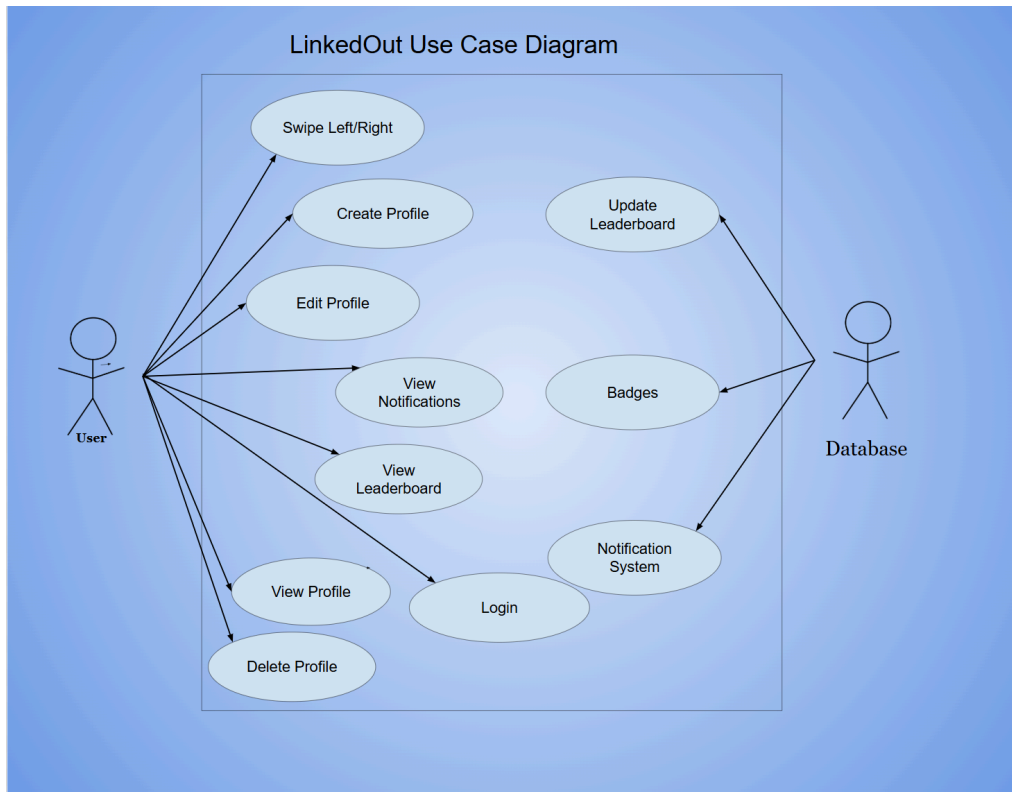 LinkedOut Use Case Diagram
Swipe Left/Right
Create Profile
Update
Leaderboard
Edit Profile
View
Notifications
Badges
User
Database
View
Leaderboard
Notification
System
View Profile
Login
Delete Profile